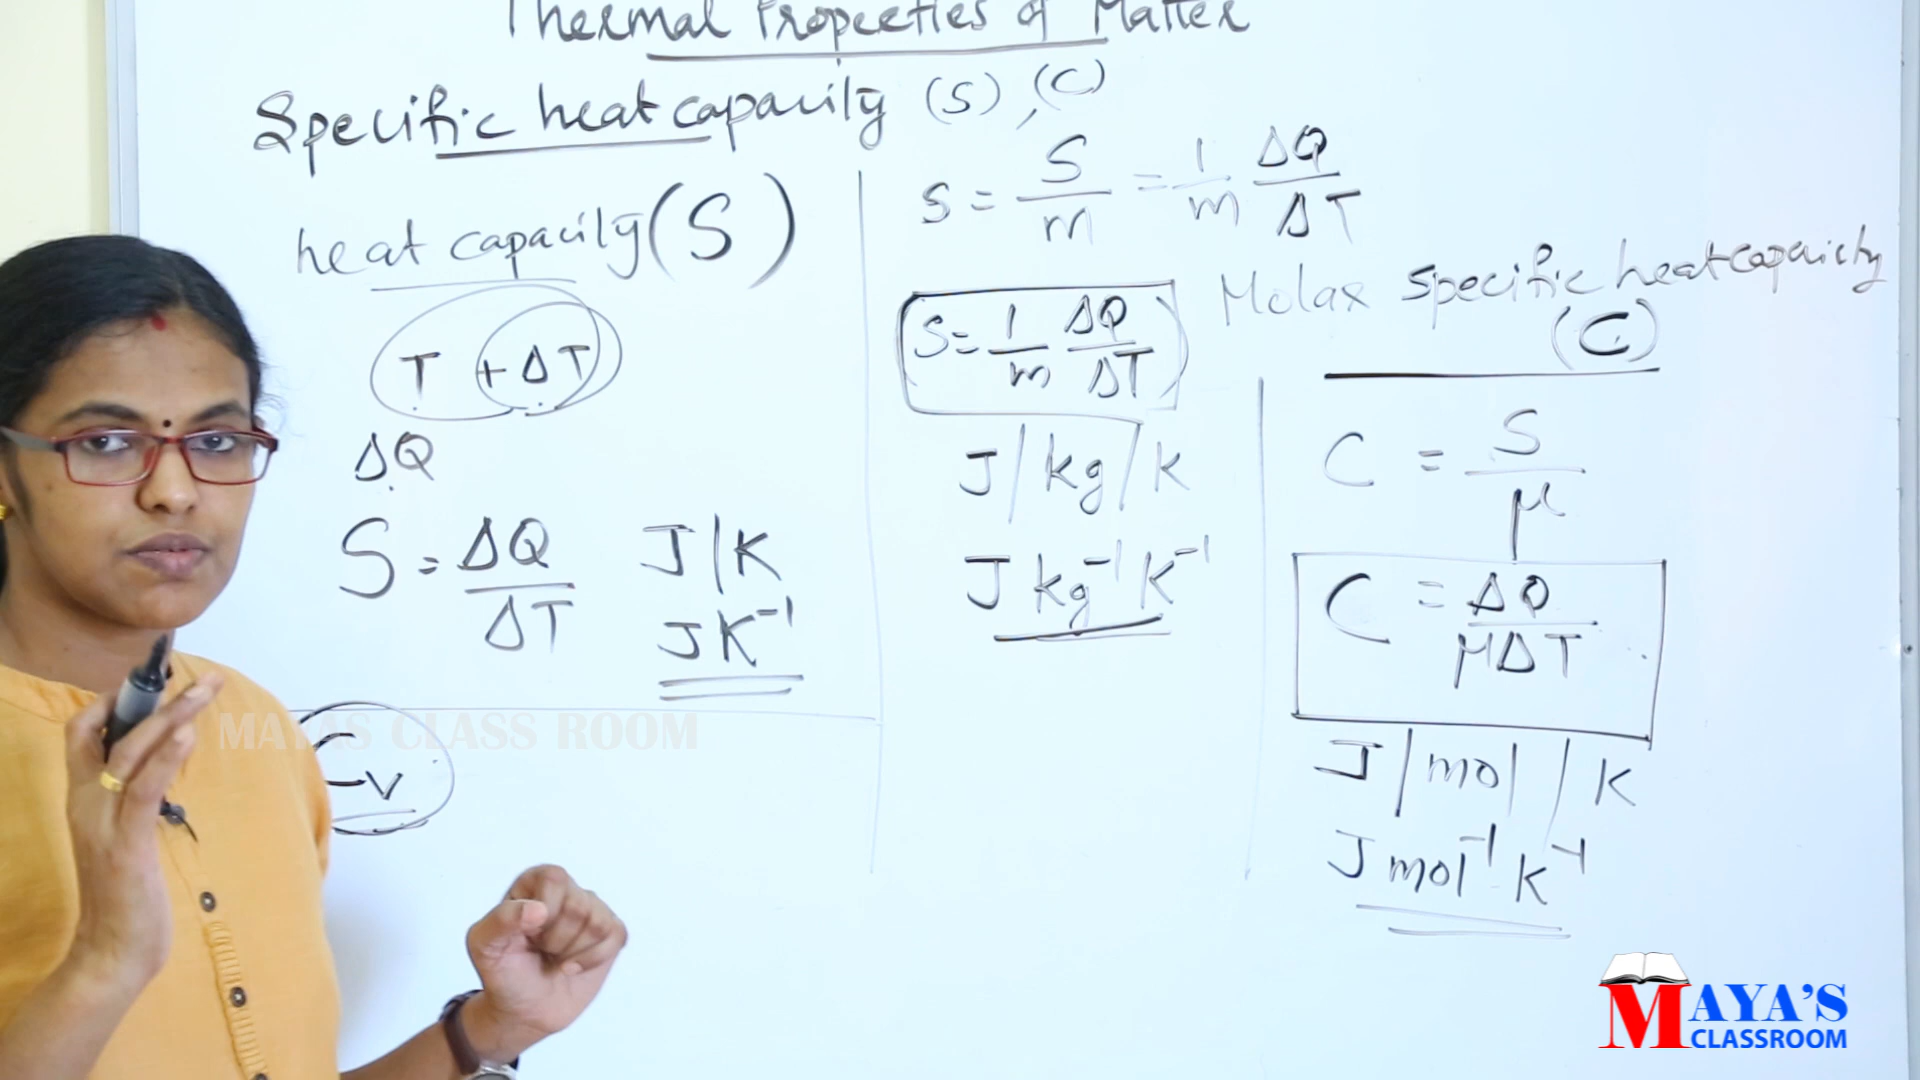 Thermal Properties of Matter
Specific heat capacity (S), (C)
heat capacity (S)
T + ΔT
ΔQ
S = ΔQ/ΔT J/K
JK⁻¹
s = S/m = 1/m ΔQ/ΔT
S = 1/m ΔQ/ΔT
J/kg/K
J kg⁻¹ K⁻¹
Molar specific heat capaicity
(C)
C = S/μ
C = ΔQ/μΔT
J/mol/K
J mol⁻¹ K⁻¹
MAYAS CLASS ROOM
MAYA'S
CLASSROOM